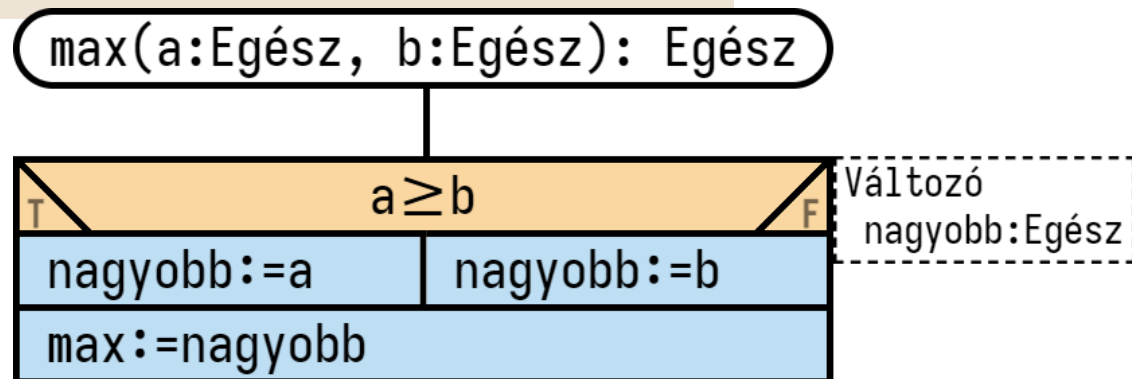 max(a:Egész, b:Egész): Egész
T
a≥b
F
Változó
nagyobb:Egész
nagyobb:=a
nagyobb:=b
max:=nagyobb